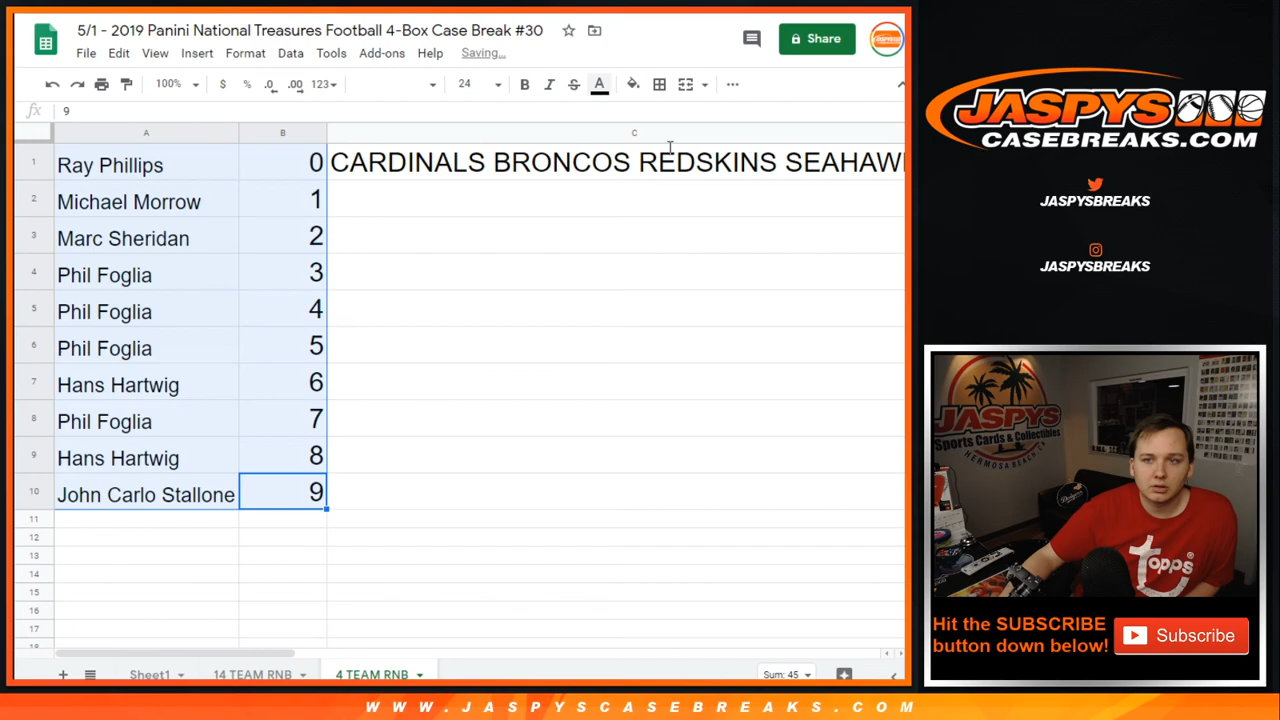 5/1 - 2019 Panini National Treasures Football 4-Box Case Break #30
File Edit View Insert Format Data Tools Add-ons Help Saving...
Share
100% $ % .0 .00 123 24 B I S A
fx 9
A B C
1 Ray Phillips 0 CARDINALS BRONCOS REDSKINS SEAHAW
2 Michael Morrow 1
3 Marc Sheridan 2
4 Phil Foglia 3
5 Phil Foglia 4
6 Phil Foglia 5
7 Hans Hartwig 6
8 Phil Foglia 7
9 Hans Hartwig 8
10 John Carlo Stallone 9
11
12
13
14
15
16
17
18
Sheet1 14 TEAM RNB 4 TEAM RNB Sum: 45
JASPYS
CASEBREAKS.COM
JASPYSBREAKS
JASPYSBREAKS
JASPYS
Sports Cards & Collectibles
HERMOSA BEACH
Dodgers
topps
Hit the SUBSCRIBE
button down below!
Subscribe
WWW.JASPYSCASEBREAKS.COM